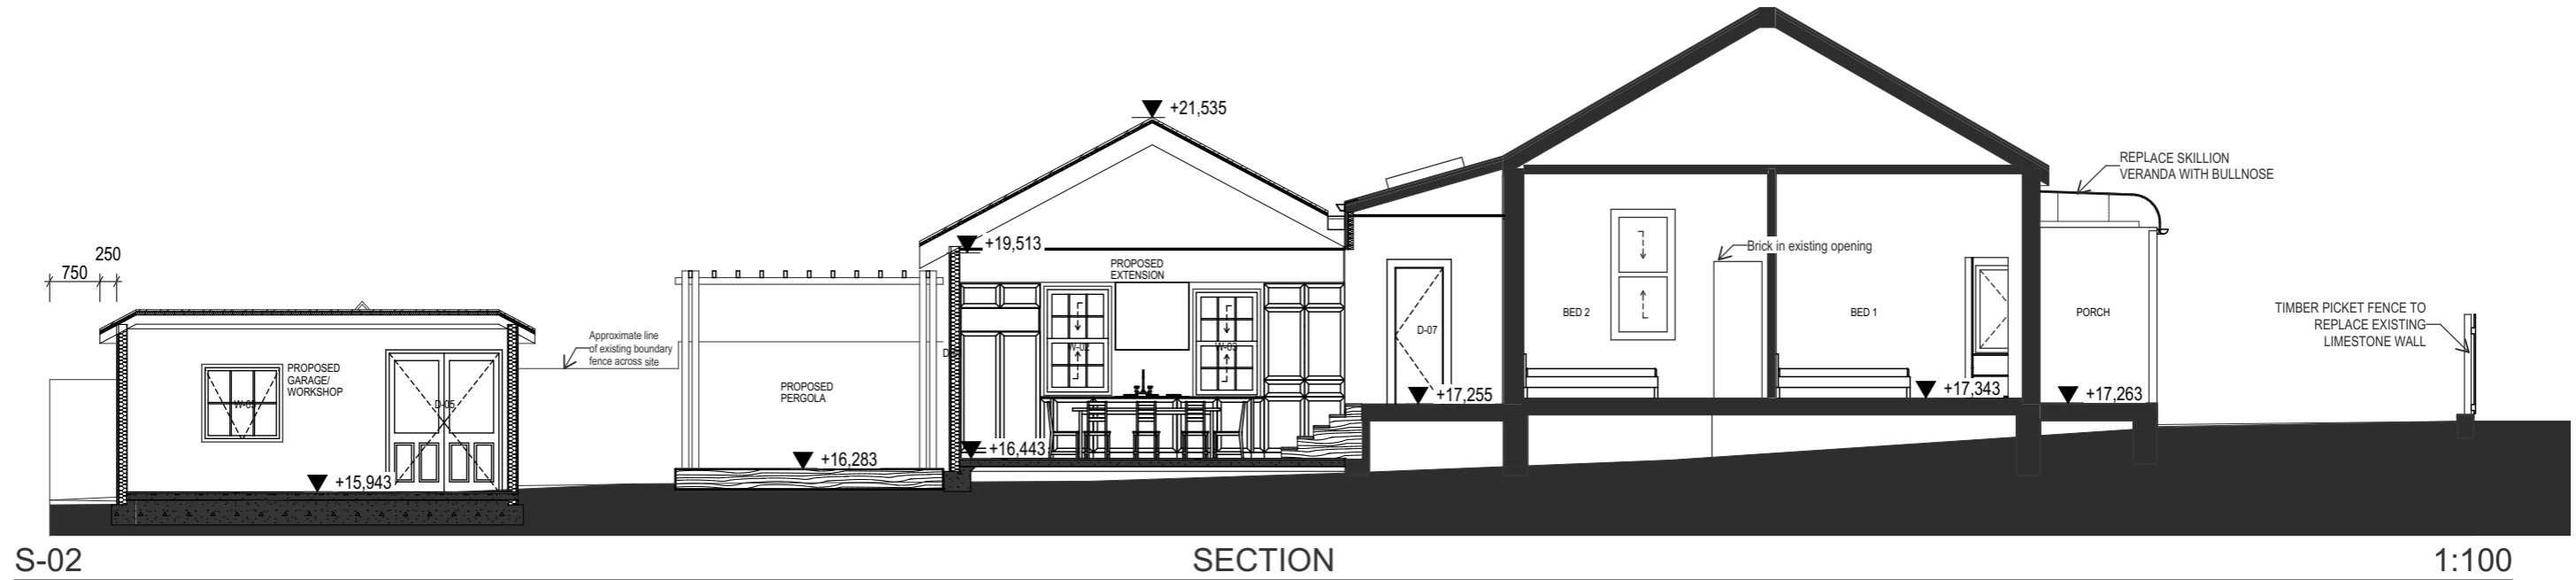 +21,535
REPLACE SKILLION
VERANDA WITH BULLNOSE
+19,513
Brick in existing opening
250
750
PROPOSED
EXTENSION
TIMBER PICKET FENCE TO
REPLACE EXISTING
LIMESTONE WALL
BED 2
BED 1
PORCH
D-07
Approximate line
of existing boundary
fence across site
W-02
W-03
PROPOSED
GARAGE/
WORKSHOP
PROPOSED
PERGOLA
D-05
+17,255
+17,343
+17,263
+16,443
+16,283
+15,943
S-02
SECTION
1:100